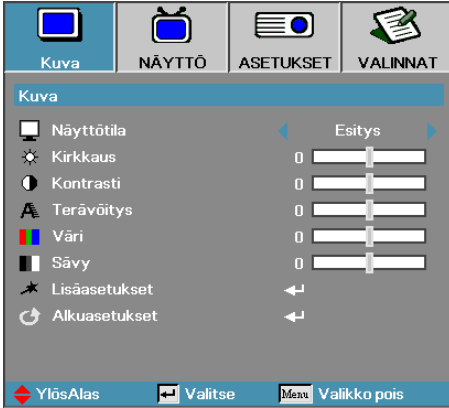 Kuva NÄYTTÖ ASETUKSET VALINNAT
Kuva
Näyttötila Esitys
Kirkkaus 0
Kontrasti 0
Terävöitys 0
Väri 0
Sävy 0
Lisäasetukset
Alkuasetukset
YlösAlas Valitse Menu Valikko pois